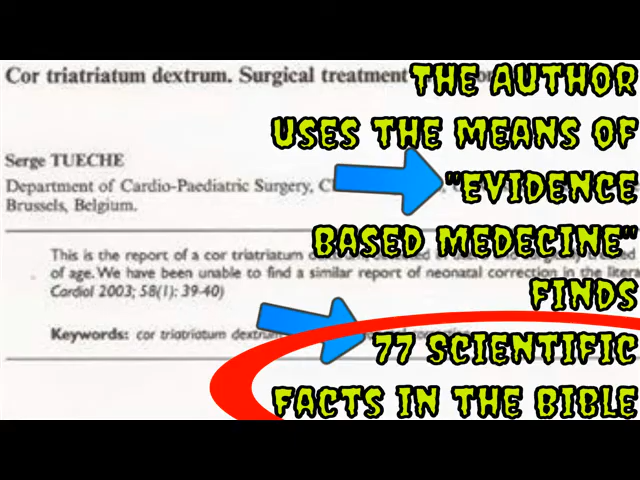 Cor triatriatum dextrum. Surgical treatment
THE AUTHOR
USES THE MEANS OF
Serge TUECHE
"EVIDENCE
Department of Cardio-Paediatric Surgery,
Brussels, Belgium.
BASED MEDECINE"
This is the report of a cor triatriatum
of age. We have been unable to find a similar report of neonatal correction in the
FINDS
Cardiol 2003; 58(1): 39-40)
Keywords: cor triatriatum
77 SCIENTIFIC
FACTS IN THE BIBLE